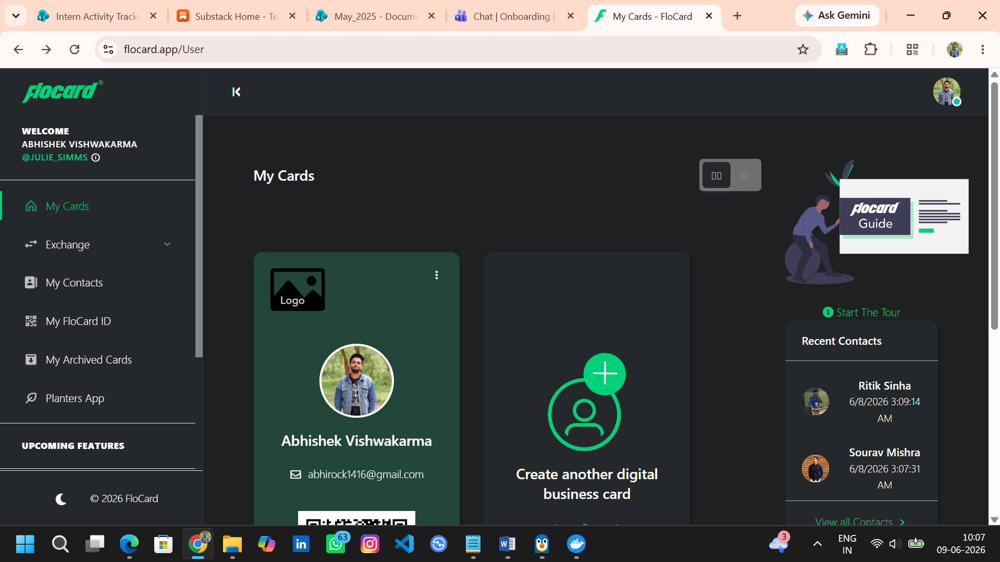 Intern Activity Tracke
Substack Home - Te
May_2025 - Docume
Chat | Onboarding |
My Cards - FloCard
Ask Gemini
flocard.app/User
flocard®
WELCOME
ABHISHEK VISHWAKARMA
@JULIE_SIMMS
My Cards
Exchange
My Contacts
My FloCard ID
My Archived Cards
Planters App
UPCOMING FEATURES
© 2026 FloCard
My Cards
Logo
Abhishek Vishwakarma
abhirock1416@gmail.com
Create another digital
business card
flocard
Guide
Start The Tour
Recent Contacts
Ritik Sinha
6/8/2026 3:09:14
AM
Sourav Mishra
6/8/2026 3:07:31
AM
View all Contacts
63
3
ENG
IN
10:07
09-06-2026